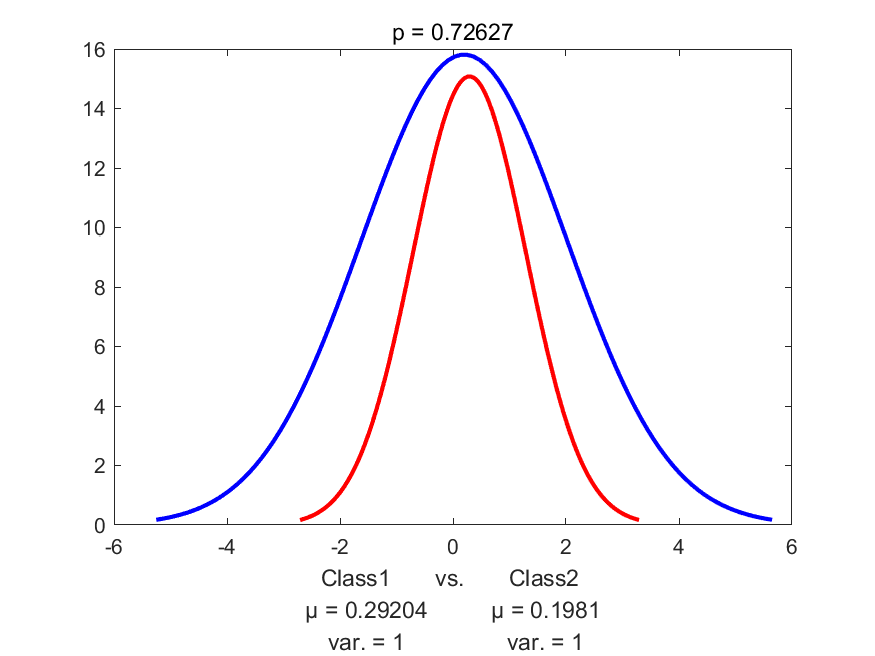 p = 0.72627
16
14
12
10
8
6
4
2
0
-6 -4 -2 0 2 4 6
Class1 vs. Class2
μ = 0.29204 μ = 0.1981
var. = 1 var. = 1